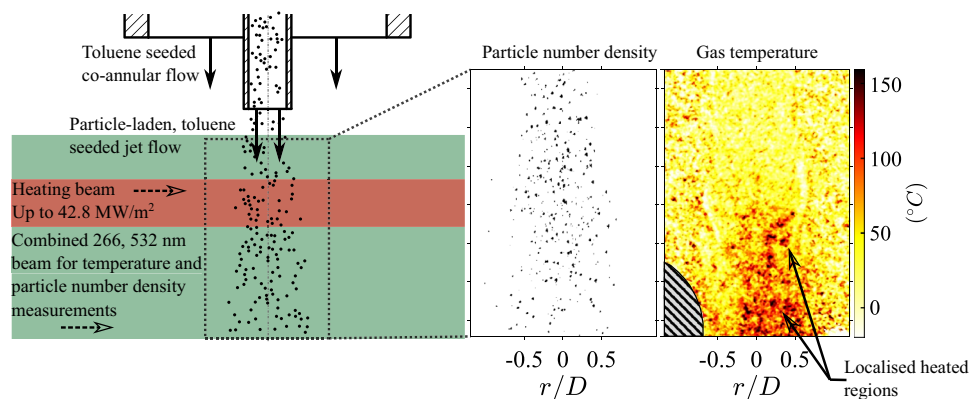 Toluene seeded
co-annular flow
Particle-laden, toluene
seeded jet flow
Heating beam
Up to 42.8 MW/m²
Combined 266, 532 nm
beam for temperature and
particle number density
measurements
Particle number density
-0.5 0 0.5
r/D
Gas temperature
-0.5 0 0.5
r/D
150
100
50
0
(°C)
Localised heated
regions